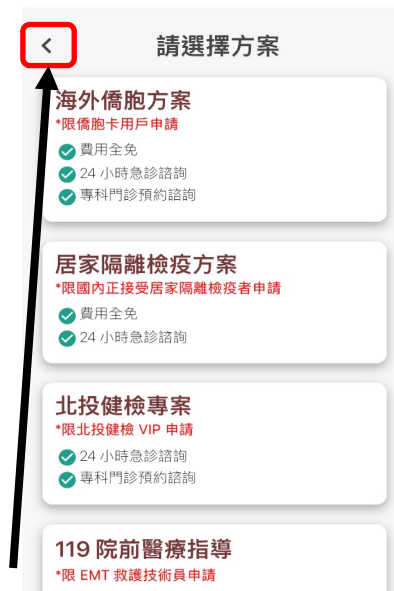 請選擇方案
海外僑胞方案
*限僑胞卡用戶申請
費用全免
24 小時急診諮詢
專科門診預約諮詢
居家隔離檢疫方案
*限國內正接受居家隔離檢疫者申請
費用全免
24 小時急診諮詢
北投健檢專案
*限北投健檢 VIP 申請
24 小時急診諮詢
專科門診預約諮詢
119 院前醫療指導
*限 EMT 救護技術員申請